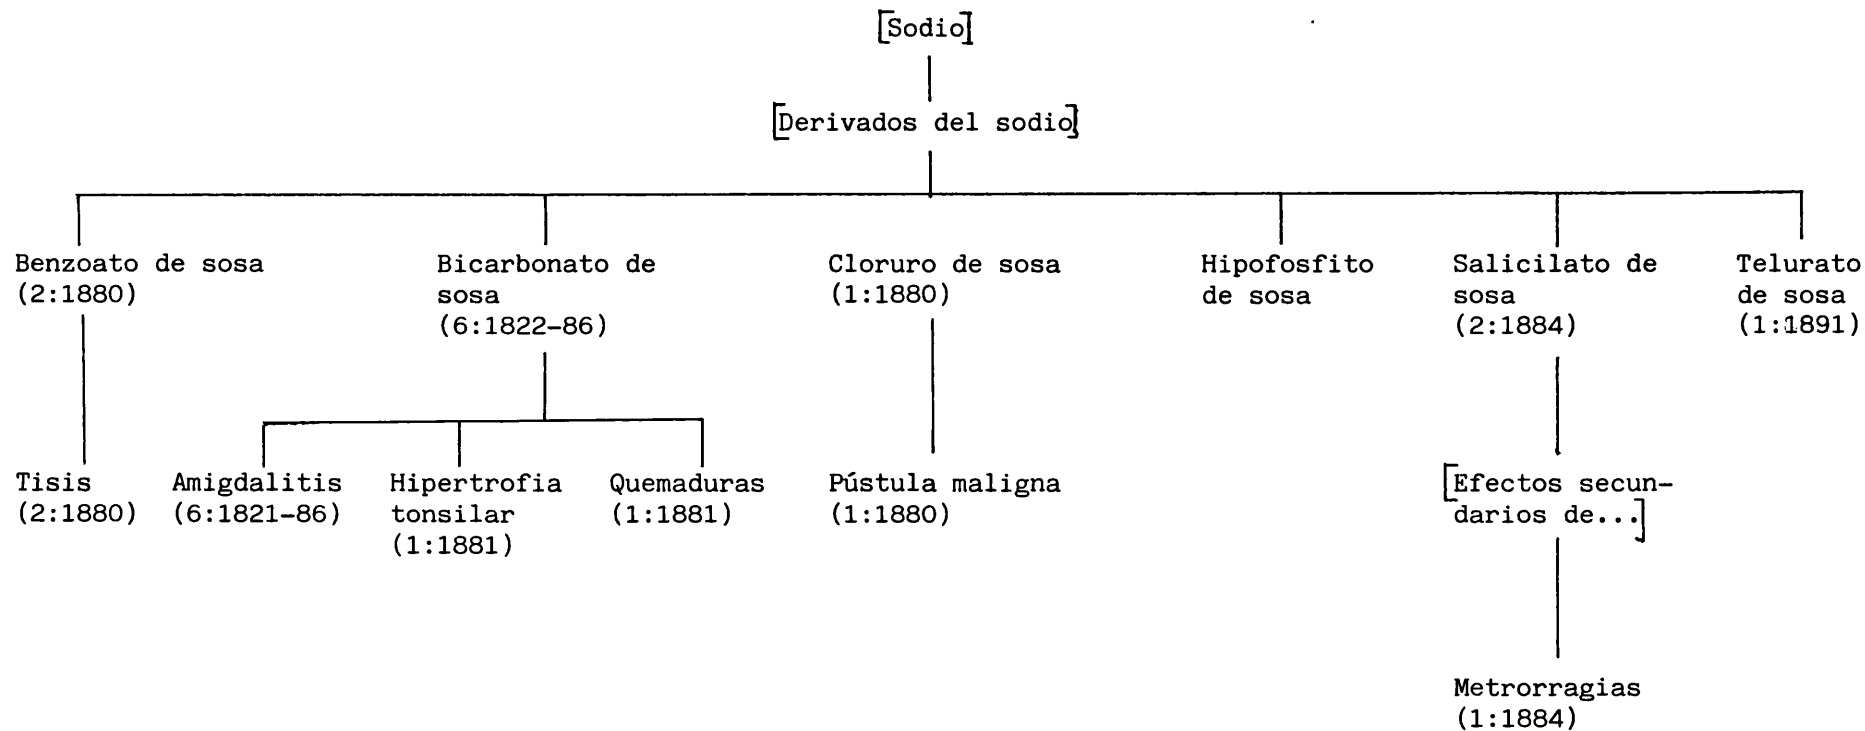 [Sodio]
[Derivados del sodio]
Benzoato de sosa
(2:1880)
Bicarbonato de
sosa
(6:1822-86)
Cloruro de sosa
(1:1880)
Hipofosfito
de sosa
Salicilato de
sosa
(2:1884)
Telurato
de sosa
(1:1891)
Tisis
(2:1880)
Amigdalitis
(6:1821-86)
Hipertrofia
tonsilar
(1:1881)
Quemaduras
(1:1881)
Pústula maligna
(1:1880)
[Efectos secun-
darios de...]
Metrorragias
(1:1884)